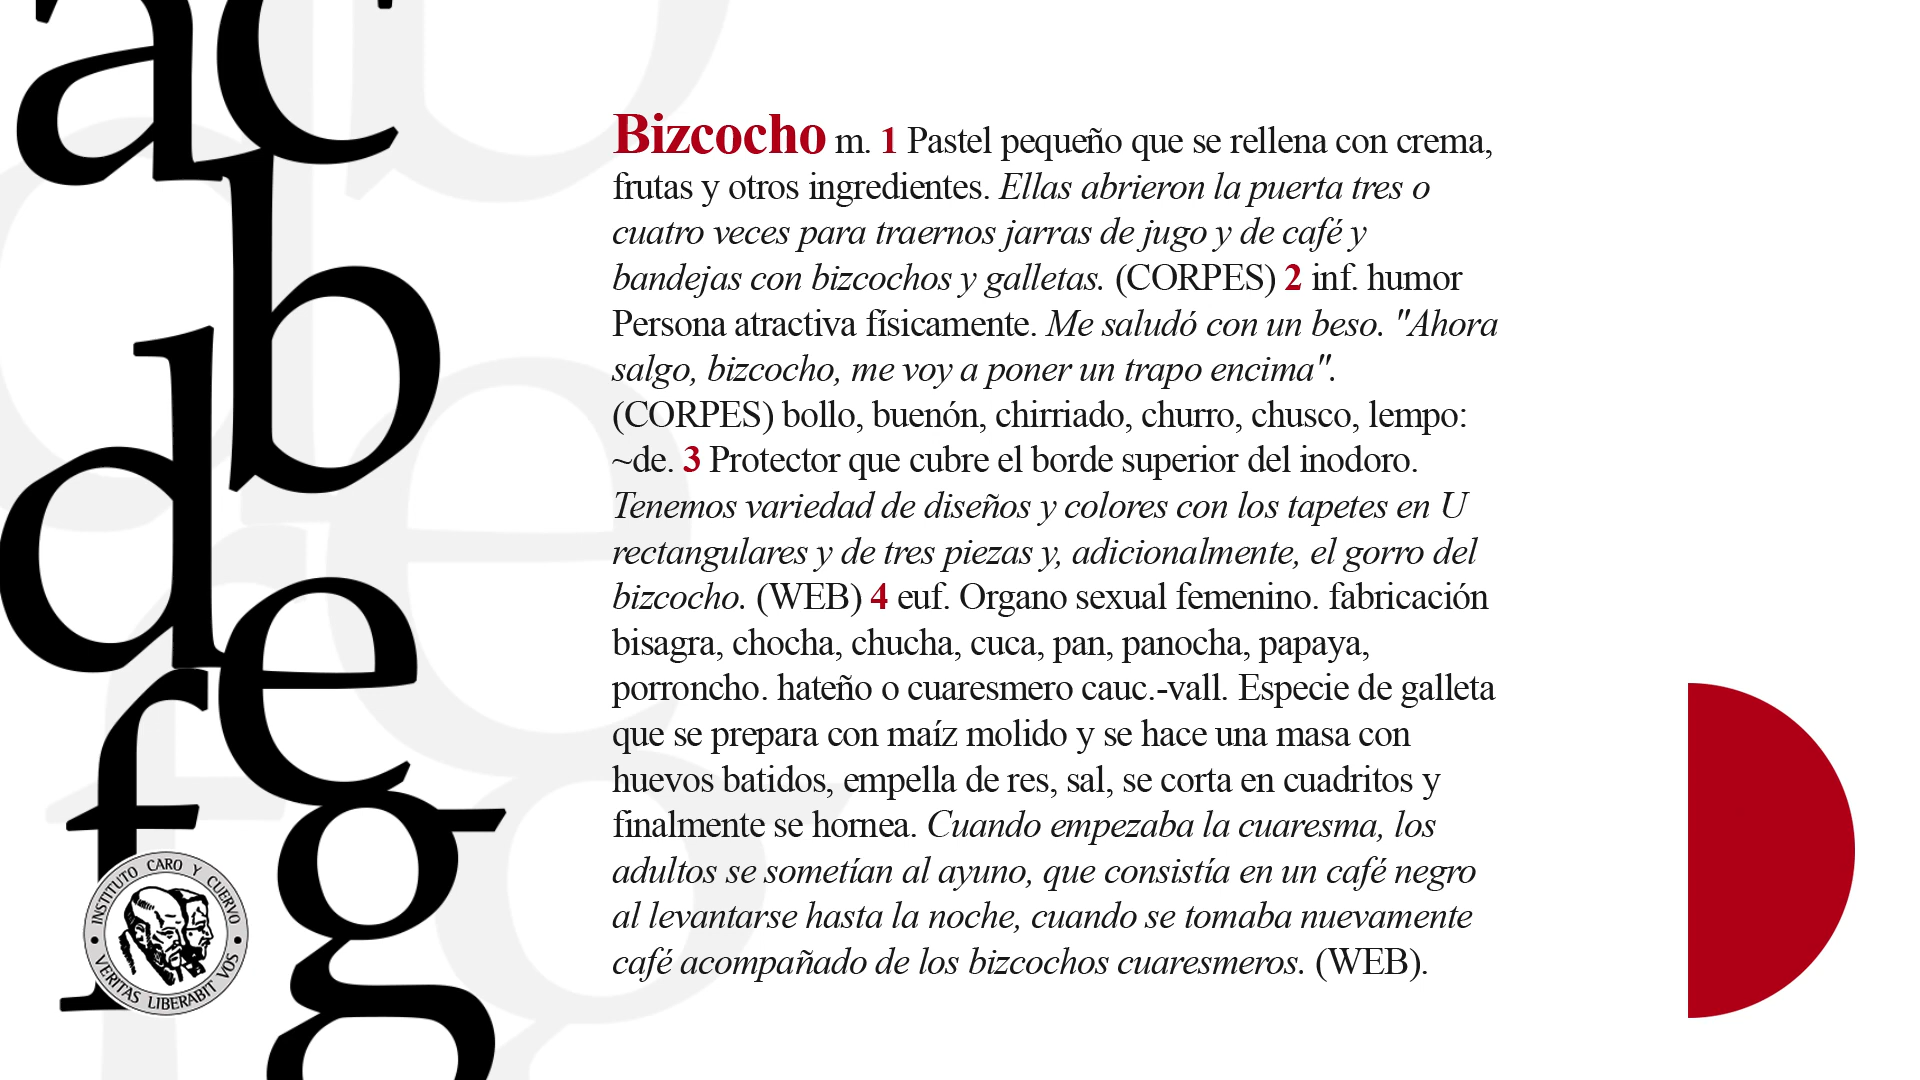 a c
b
d
e
f
g
Bizcocho m. 1 Pastel pequeño que se rellena con crema,
frutas y otros ingredientes. Ellas abrieron la puerta tres o
cuatro veces para traernos jarras de jugo y de café y
bandejas con bizcochos y galletas. (CORPES) 2 inf. humor
Persona atractiva físicamente. Me saludó con un beso. "Ahora
salgo, bizcocho, me voy a poner un trapo encima".
(CORPES) bollo, buenón, chirriado, churro, chusco, lempo:
~de. 3 Protector que cubre el borde superior del inodoro.
Tenemos variedad de diseños y colores con los tapetes en U
rectangulares y de tres piezas y, adicionalmente, el gorro del
bizcocho. (WEB) 4 euf. Organo sexual femenino. fabricación
bisagra, chocha, chucha, cuca, pan, panocha, papaya,
porroncho. hateño o cuaresmero cauc.-vall. Especie de galleta
que se prepara con maíz molido y se hace una masa con
huevos batidos, empella de res, sal, se corta en cuadritos y
finalmente se hornea. Cuando empezaba la cuaresma, los
adultos se sometían al ayuno, que consistía en un café negro
al levantarse hasta la noche, cuando se tomaba nuevamente
café acompañado de los bizcochos cuaresmeros. (WEB).
INSTITUTO CARO Y CUERVO
VERITAS LIBERABIT VOS